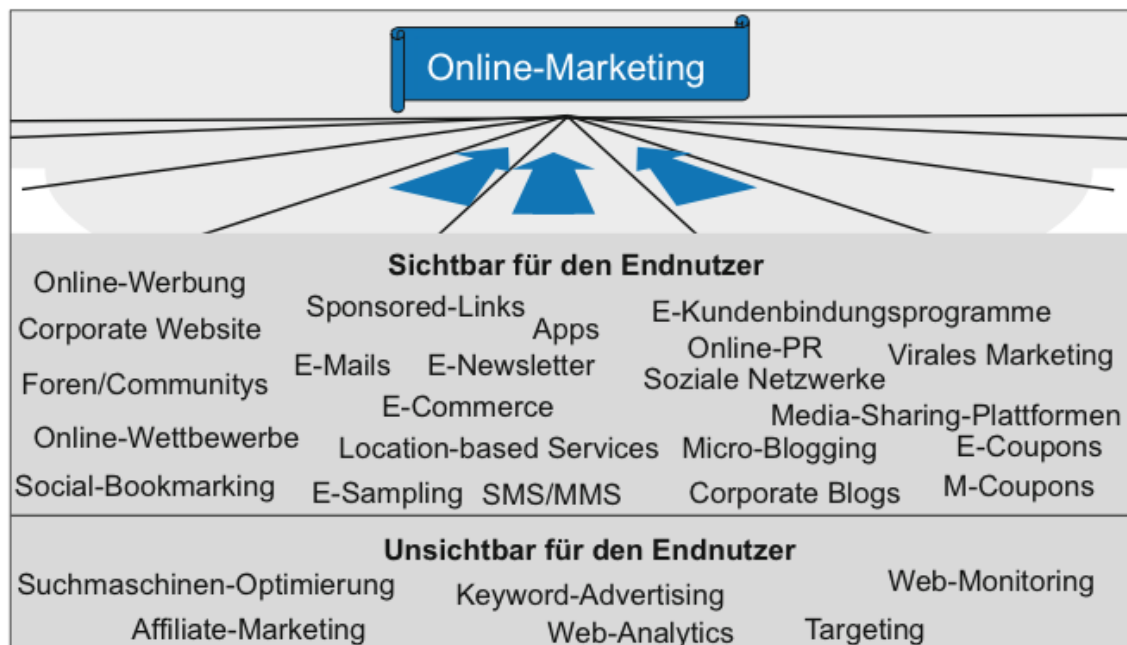 Online-Marketing
Sichtbar für den Endnutzer
Online-Werbung
Sponsored-Links
E-Kundenbindungsprogramme
Corporate Website
Apps
Online-PR
Virales Marketing
E-Mails
E-Newsletter
Foren/Communitys
Soziale Netzwerke
E-Commerce
Media-Sharing-Plattformen
Online-Wettbewerbe
Location-based Services
Micro-Blogging
E-Coupons
Social-Bookmarking
E-Sampling
SMS/MMS
Corporate Blogs
M-Coupons
Unsichtbar für den Endnutzer
Suchmaschinen-Optimierung
Keyword-Advertising
Web-Monitoring
Affiliate-Marketing
Web-Analytics
Targeting